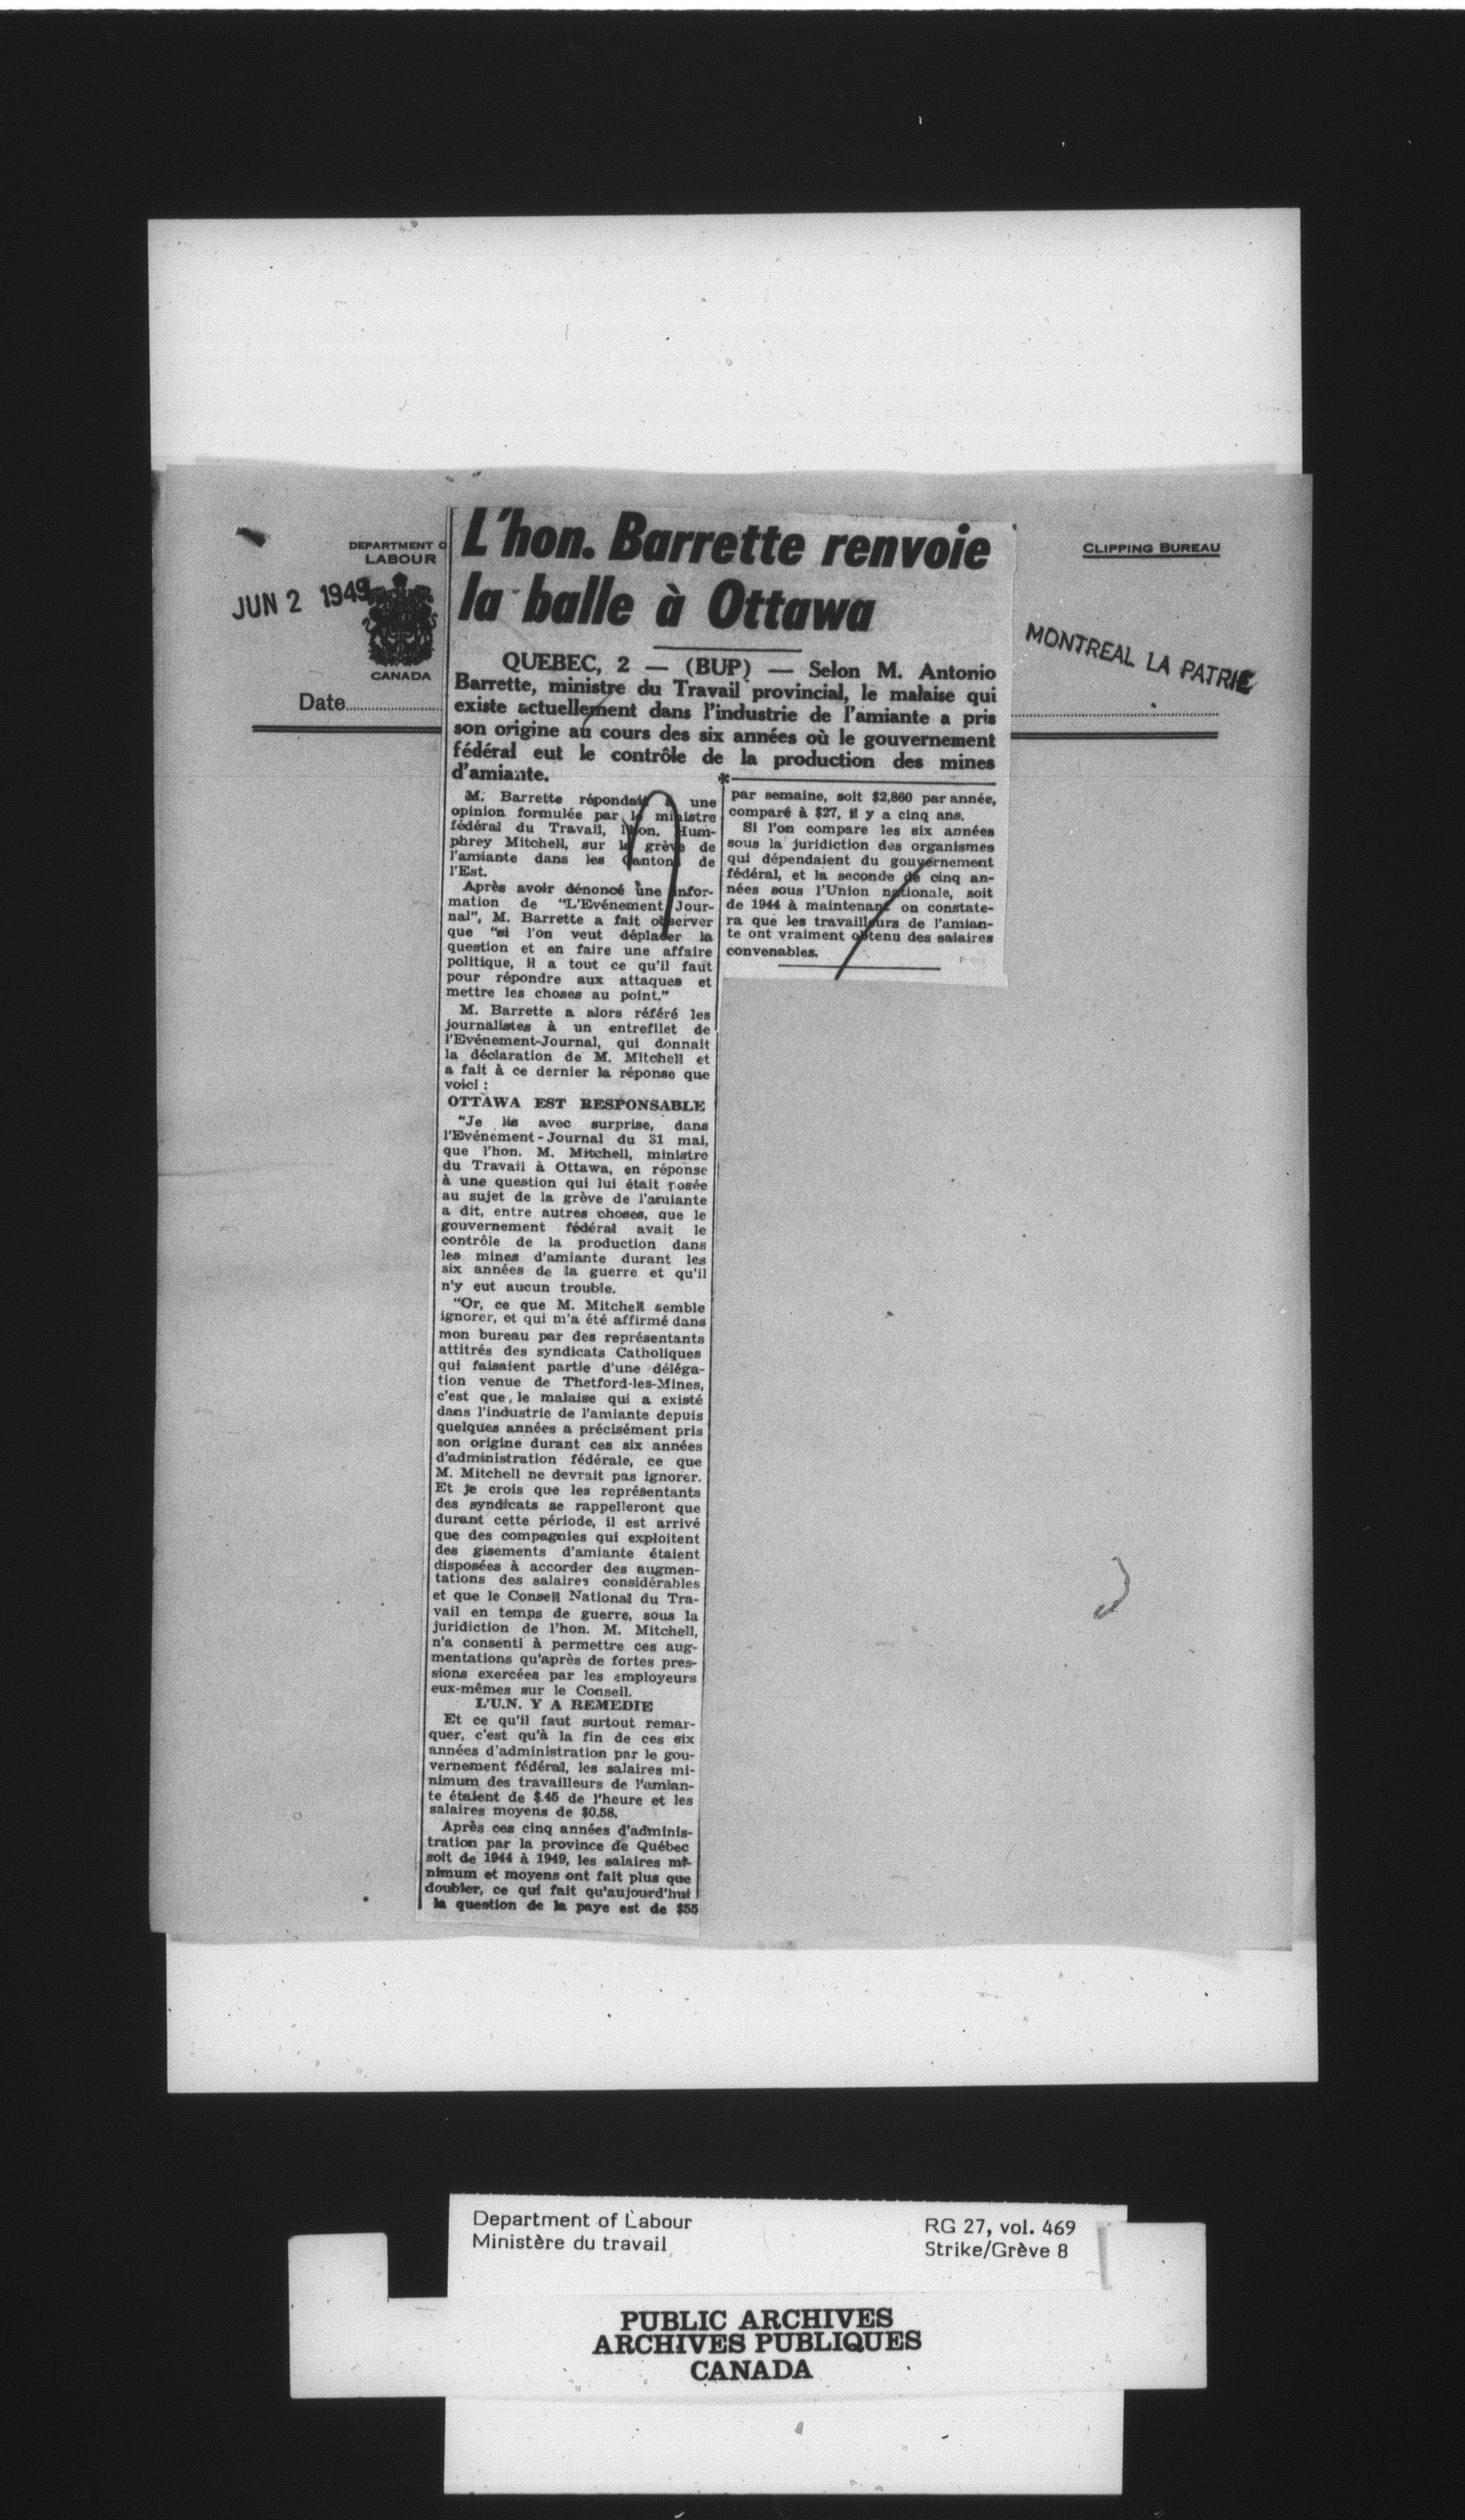 DEPARTMENT O
LABOUR
JUN 2 1949
CANADA
Date
CLIPPING BUREAU
MONTREAL LA PATRIE
L'hon. Barrette renvoie
la balle à Ottawa
QUEBEC, 2 — (BUP) — Selon M. Antonio
Barrette, ministre du Travail provincial, le malaise qui
existe actuellement dans l'industrie de l'amiante a pris
son origine au cours des six années où le gouvernement
fédéral eut le contrôle de la production des mines
d'amiante.
M. Barrette répondait à une
opinion formulée par le ministre
fédéral du Travail, l'hon. Hum-
phrey Mitchell, sur la grève de
l'amiante dans les Cantons de
l'Est.
Après avoir dénoncé une infor-
mation de "L'Evénement Jour-
nal", M. Barrette a fait observer
que "si l'on veut déplacer la
question et en faire une affaire
politique, il a tout ce qu'il faut
pour répondre aux attaques et
mettre les choses au point."
M. Barrette a alors référé les
journalistes à un entrefilet de
l'Evénement-Journal, qui donnait
la déclaration de M. Mitchell et
a fait à ce dernier la réponse que
voici :
OTTAWA EST RESPONSABLE
"Je lis avec surprise, dans
l'Evénement-Journal du 31 mai,
que l'hon. M. Mitchell, ministre
du Travail à Ottawa, en réponse
à une question qui lui était posée
au sujet de la grève de l'amiante
a dit, entre autres choses, que le
gouvernement fédéral avait le
contrôle de la production dans
les mines d'amiante durant les
six années de la guerre et qu'il
n'y eut aucun trouble.
"Or, ce que M. Mitchell semble
ignorer, et qui m'a été affirmé dans
mon bureau par des représentants
attitrés des syndicats Catholiques
qui faisaient partie d'une déléga-
tion venue de Thetford-les-Mines,
c'est que, le malaise qui a existé
dans l'industrie de l'amiante depuis
quelques années a précisément pris
son origine durant ces six années
d'administration fédérale, ce que
M. Mitchell ne devrait pas ignorer.
Et je crois que les représentants
des syndicats se rappelleront que
durant cette période, il est arrivé
que des compagnies qui exploitent
des gisements d'amiante étaient
disposées à accorder des augmen-
tations des salaires considérables
et que le Conseil National du Tra-
vail en temps de guerre, sous la
juridiction de l'hon. M. Mitchell,
n'a consenti à permettre ces aug-
mentations qu'après de fortes pres-
sions exercées par les employeurs
eux-mêmes sur le Conseil.
L'U.N. Y A REMEDIE
Et ce qu'il faut surtout remar-
quer, c'est qu'à la fin de ces six
années d'administration par le gou-
vernement fédéral, les salaires mi-
nimum des travailleurs de l'amian-
te étaient de $.45 de l'heure et les
salaires moyens de $0.58.
Après ces cinq années d'adminis-
tration par la province de Québec
soit de 1944 à 1949, les salaires mi-
nimum et moyens ont fait plus que
doubler, ce qui fait qu'aujourd'hui
la question de la paye est de $55
par semaine, soit $2,860 par année,
comparé à $27, il y a cinq ans.
Si l'on compare les six années
sous la juridiction des organismes
qui dépendaient du gouvernement
fédéral, et la seconde de cinq an-
nées sous l'Union nationale, soit
de 1944 à maintenant on constate-
ra que les travailleurs de l'amian-
te ont vraiment obtenu des salaires
convenables.
Department of Labour
Ministère du travail
RG 27, vol. 469
Strike/Grève 8
PUBLIC ARCHIVES
ARCHIVES PUBLIQUES
CANADA